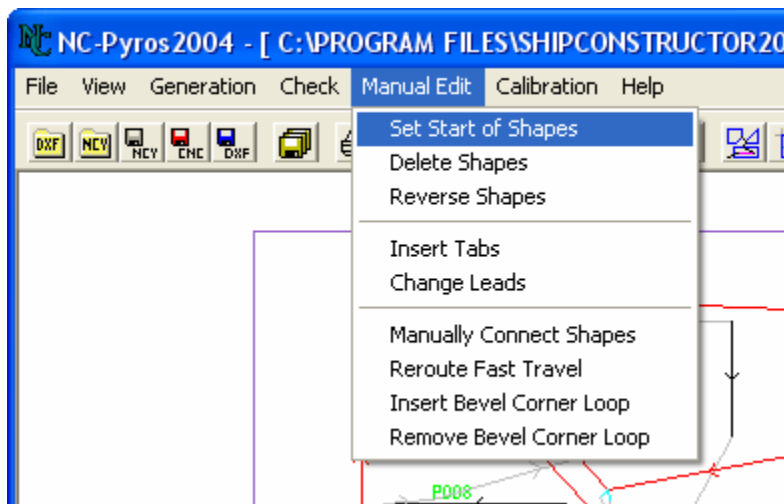 NC NC-Pyros2004 - [ C:\PROGRAM FILES\SHIPCONSTRUCTOR20
File View Generation Check Manual Edit Calibration Help
DXF NCY NCY CNC DXF
Set Start of Shapes
Delete Shapes
Reverse Shapes
Insert Tabs
Change Leads
Manually Connect Shapes
Reroute Fast Travel
Insert Bevel Corner Loop
Remove Bevel Corner Loop
P008